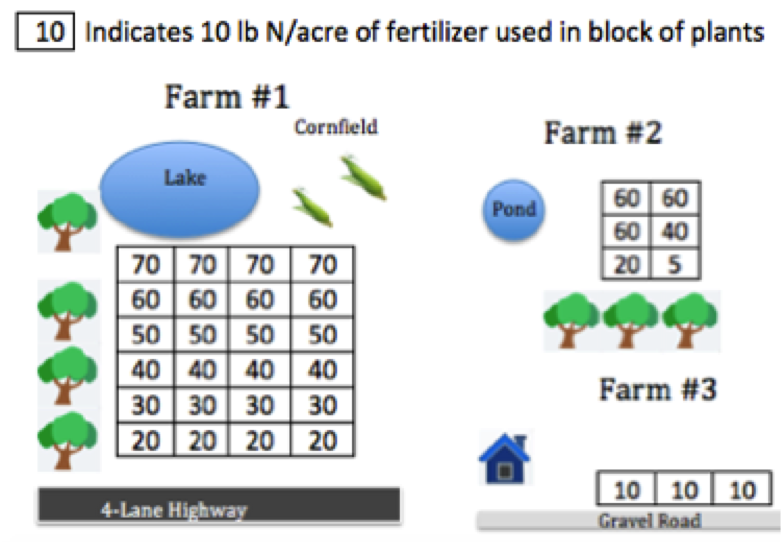 10 Indicates 10 lb N/acre of fertilizer used in block of plants
Farm #1
Cornfield
Lake
70 70 70 70
60 60 60 60
50 50 50 50
40 40 40 40
30 30 30 30
20 20 20 20
4-Lane Highway
Farm #2
Pond
60 60
60 40
20 5
Farm #3
10 10 10
Gravel Road